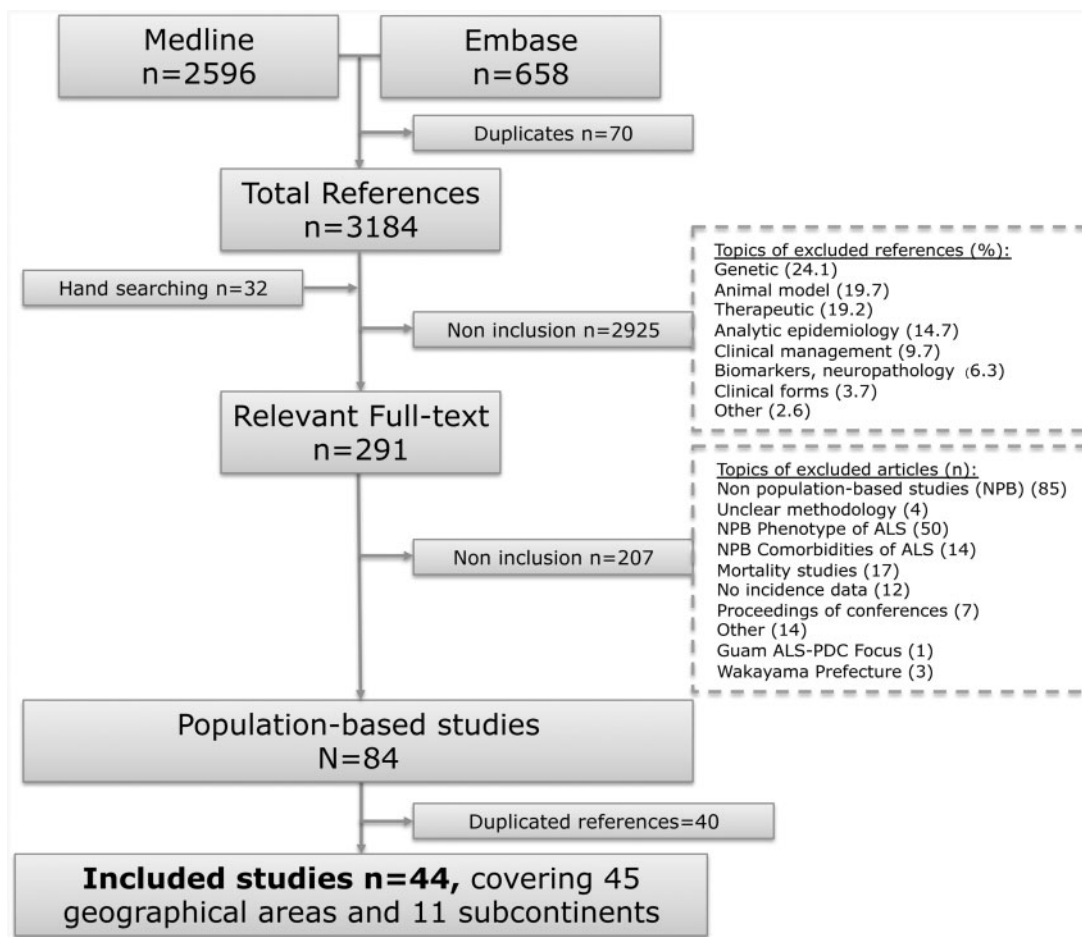 Medline
n=2596
Embase
n=658
Duplicates n=70
Total References
n=3184
Hand searching n=32
Non inclusion n=2925
Topics of excluded references (%):
Genetic (24.1)
Animal model (19.7)
Therapeutic (19.2)
Analytic epidemiology (14.7)
Clinical management (9.7)
Biomarkers, neuropathology (6.3)
Clinical forms (3.7)
Other (2.6)
Relevant Full-text
n=291
Non inclusion n=207
Topics of excluded articles (n):
Non population-based studies (NPB) (85)
Unclear methodology (4)
NPB Phenotype of ALS (50)
NPB Comorbidities of ALS (14)
Mortality studies (17)
No incidence data (12)
Proceedings of conferences (7)
Other (14)
Guam ALS-PDC Focus (1)
Wakayama Prefecture (3)
Population-based studies
N=84
Duplicated references=40
Included studies n=44, covering 45
geographical areas and 11 subcontinents